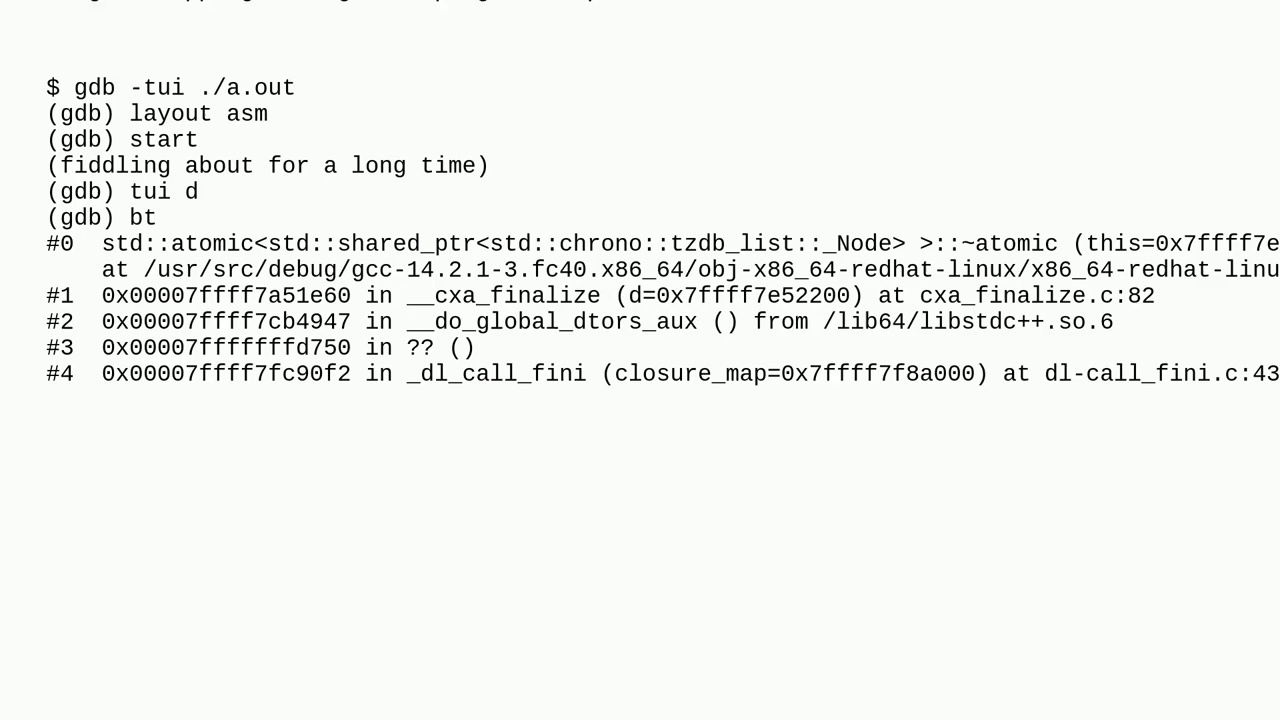 $ gdb -tui ./a.out
(gdb) layout asm
(gdb) start
(fiddling about for a long time)
(gdb) tui d
(gdb) bt
#0  std::atomic<std::shared_ptr<std::chrono::tzdb_list::_Node> >::~atomic (this=0x7ffff7e
    at /usr/src/debug/gcc-14.2.1-3.fc40.x86_64/obj-x86_64-redhat-linux/x86_64-redhat-linu
#1  0x00007ffff7a51e60 in __cxa_finalize (d=0x7ffff7e52200) at cxa_finalize.c:82
#2  0x00007ffff7cb4947 in __do_global_dtors_aux () from /lib64/libstdc++.so.6
#3  0x00007fffffffd750 in ?? ()
#4  0x00007ffff7fc90f2 in _dl_call_fini (closure_map=0x7ffff7f8a000) at dl-call_fini.c:43